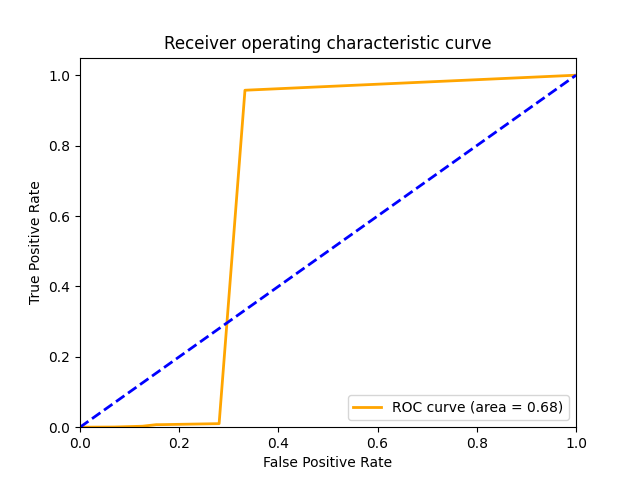 Receiver operating characteristic curve
True Positive Rate
1.0
0.8
0.6
0.4
0.2
0.0
ROC curve (area = 0.68)
0.0 0.2 0.4 0.6 0.8 1.0
False Positive Rate